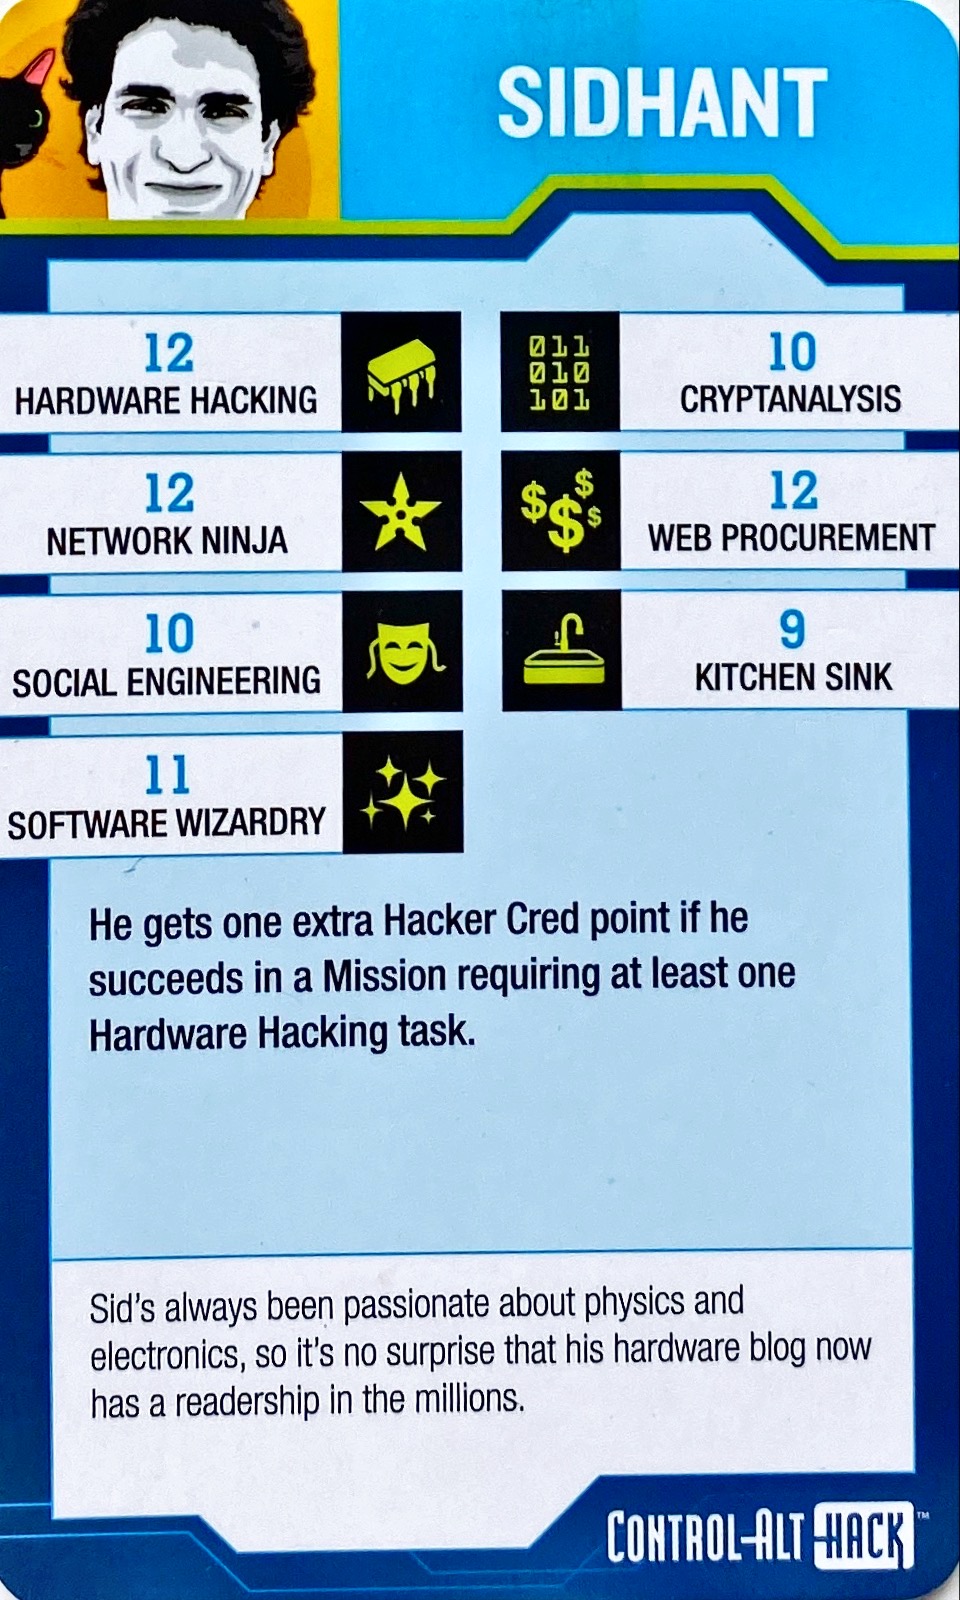 SIDHANT
12
HARDWARE HACKING
011
010
101
10
CRYPTANALYSIS
12
NETWORK NINJA
$ $ $ $
12
WEB PROCUREMENT
10
SOCIAL ENGINEERING
9
KITCHEN SINK
11
SOFTWARE WIZARDRY
He gets one extra Hacker Cred point if he
succeeds in a Mission requiring at least one
Hardware Hacking task.
Sid's always been passionate about physics and
electronics, so it's no surprise that his hardware blog now
has a readership in the millions.
CONTROL-ALT HACK™